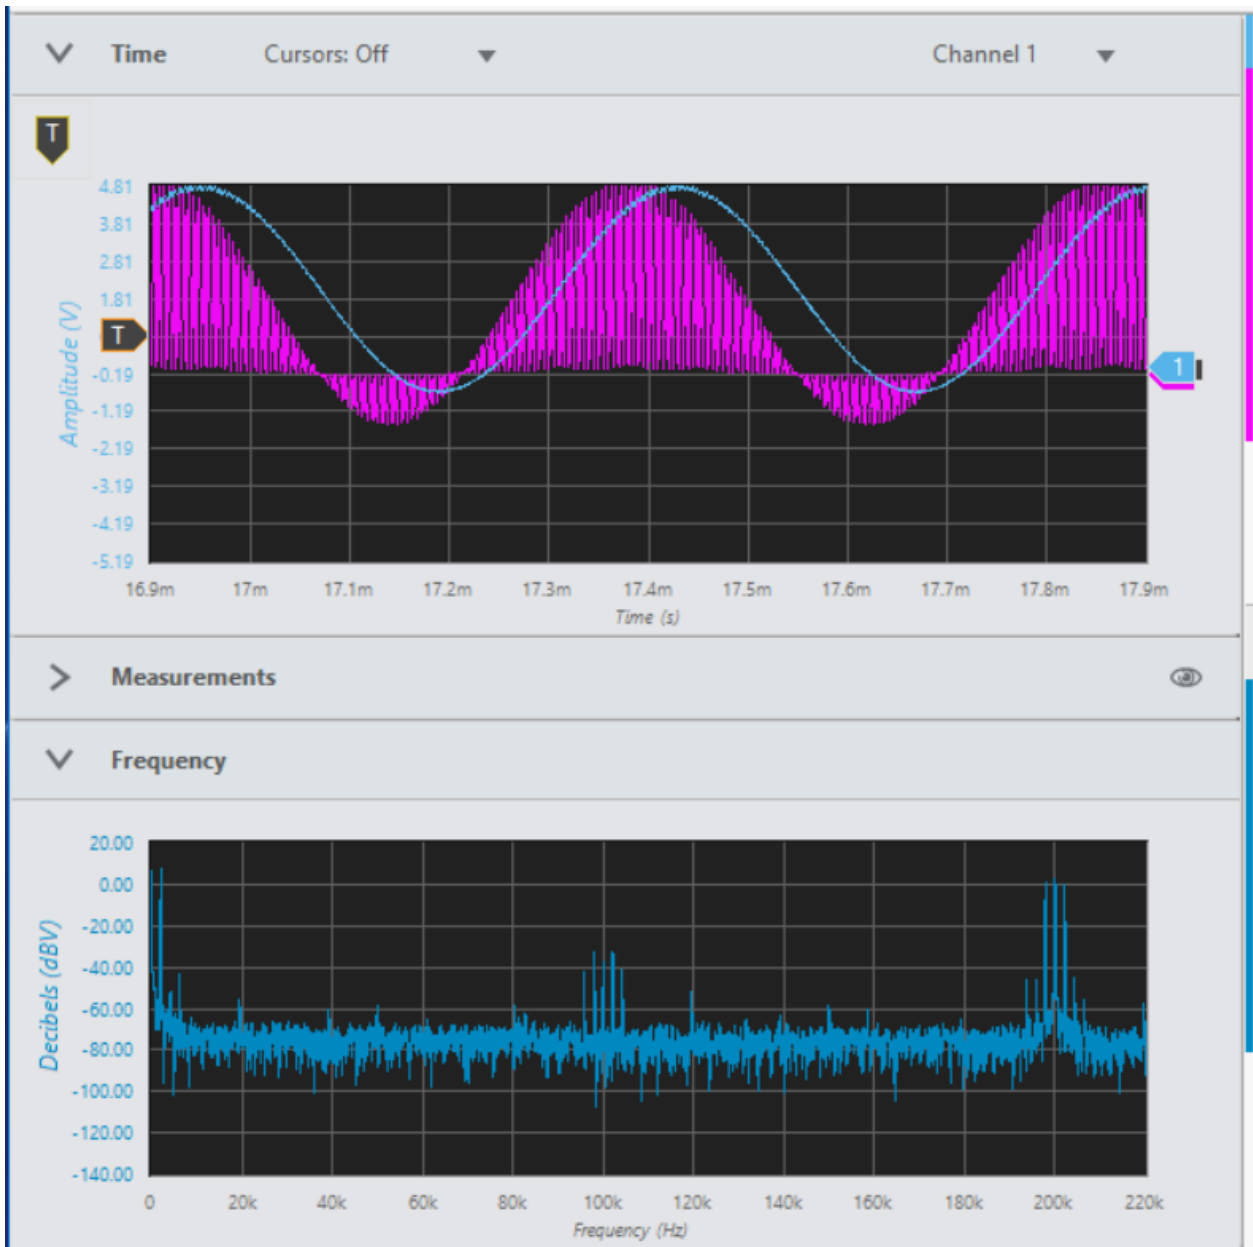 Time Cursors: Off Channel 1
T
4.81
3.81
2.81
1.81
T
-0.19
1
-1.19
-2.19
-3.19
-4.19
-5.19
Amplitude (V)
16.9m 17m 17.1m 17.2m 17.3m 17.4m 17.5m 17.6m 17.7m 17.8m 17.9m
Time (s)
Measurements
Frequency
20.00
0.00
-20.00
-40.00
-60.00
-80.00
-100.00
-120.00
-140.00
Decibels (dBV)
0 20k 40k 60k 80k 100k 120k 140k 160k 180k 200k 220k
Frequency (Hz)